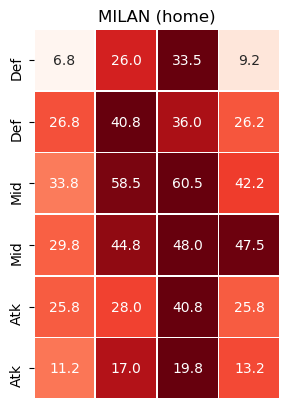 MILAN (home)
Def 6.8 26.0 33.5 9.2
Def 26.8 40.8 36.0 26.2
Mid 33.8 58.5 60.5 42.2
Mid 29.8 44.8 48.0 47.5
Atk 25.8 28.0 40.8 25.8
Atk 11.2 17.0 19.8 13.2